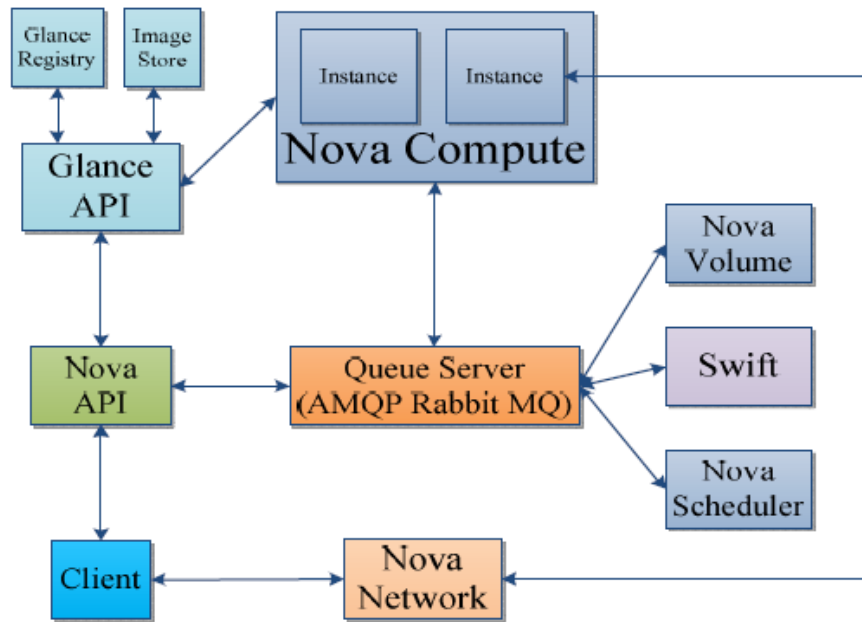 Glance
Registry
Image
Store
Instance
Instance
Nova Compute
Glance
API
Nova
Volume
Nova
API
Queue Server
(AMQP Rabbit MQ)
Swift
Nova
Scheduler
Client
Nova
Network